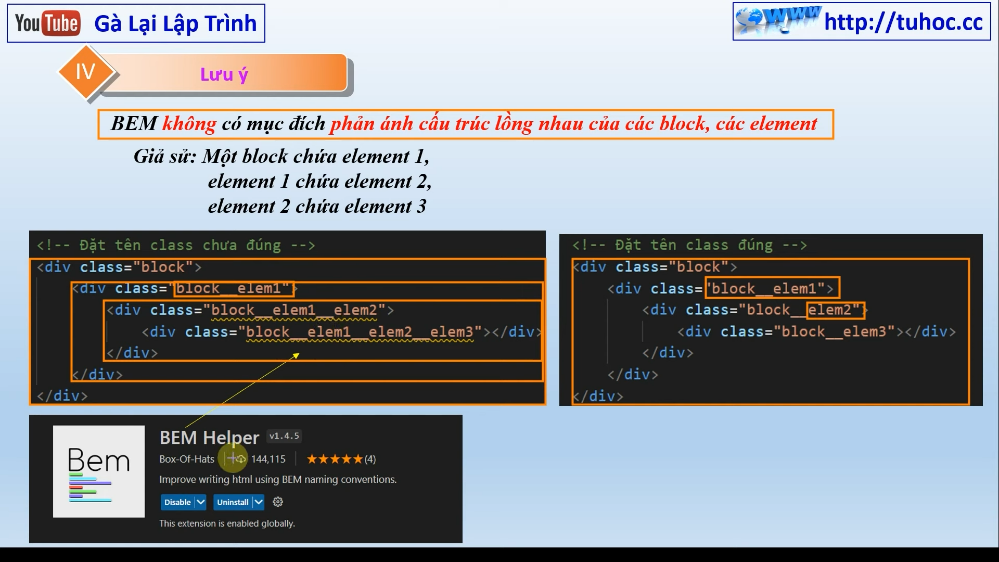 YouTube Gà Lại Lập Trình
www http://tuhoc.cc
IV Lưu ý
BEM không có mục đích phản ánh cấu trúc lồng nhau của các block, các element
Giả sử: Một block chứa element 1,
element 1 chứa element 2,
element 2 chứa element 3
<!-- Đặt tên class chưa đúng -->
<div class="block">
<div class="block__elem1">
<div class="block__elem1__elem2">
<div class="block__elem1__elem2__elem3"></div>
</div>
</div>
</div>
<!-- Đặt tên class đúng -->
<div class="block">
<div class="block__elem1">
<div class="block__elem2">
<div class="block__elem3"></div>
</div>
</div>
</div>
Bem
BEM Helper v1.4.5
Box-Of-Hats 144,115 (4)
Improve writing html using BEM naming conventions.
Disable Uninstall
This extension is enabled globally.